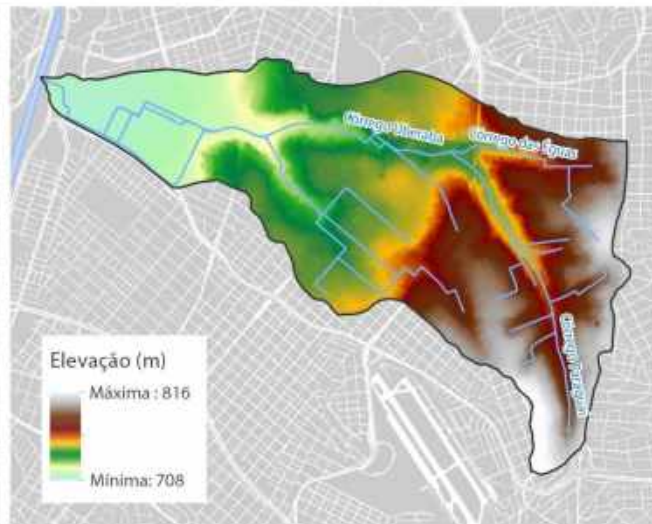 Córrego Uberaba
Córrego das Éguas
Córrego Paraguai
Elevação (m)
Máxima : 816
Mínima: 708